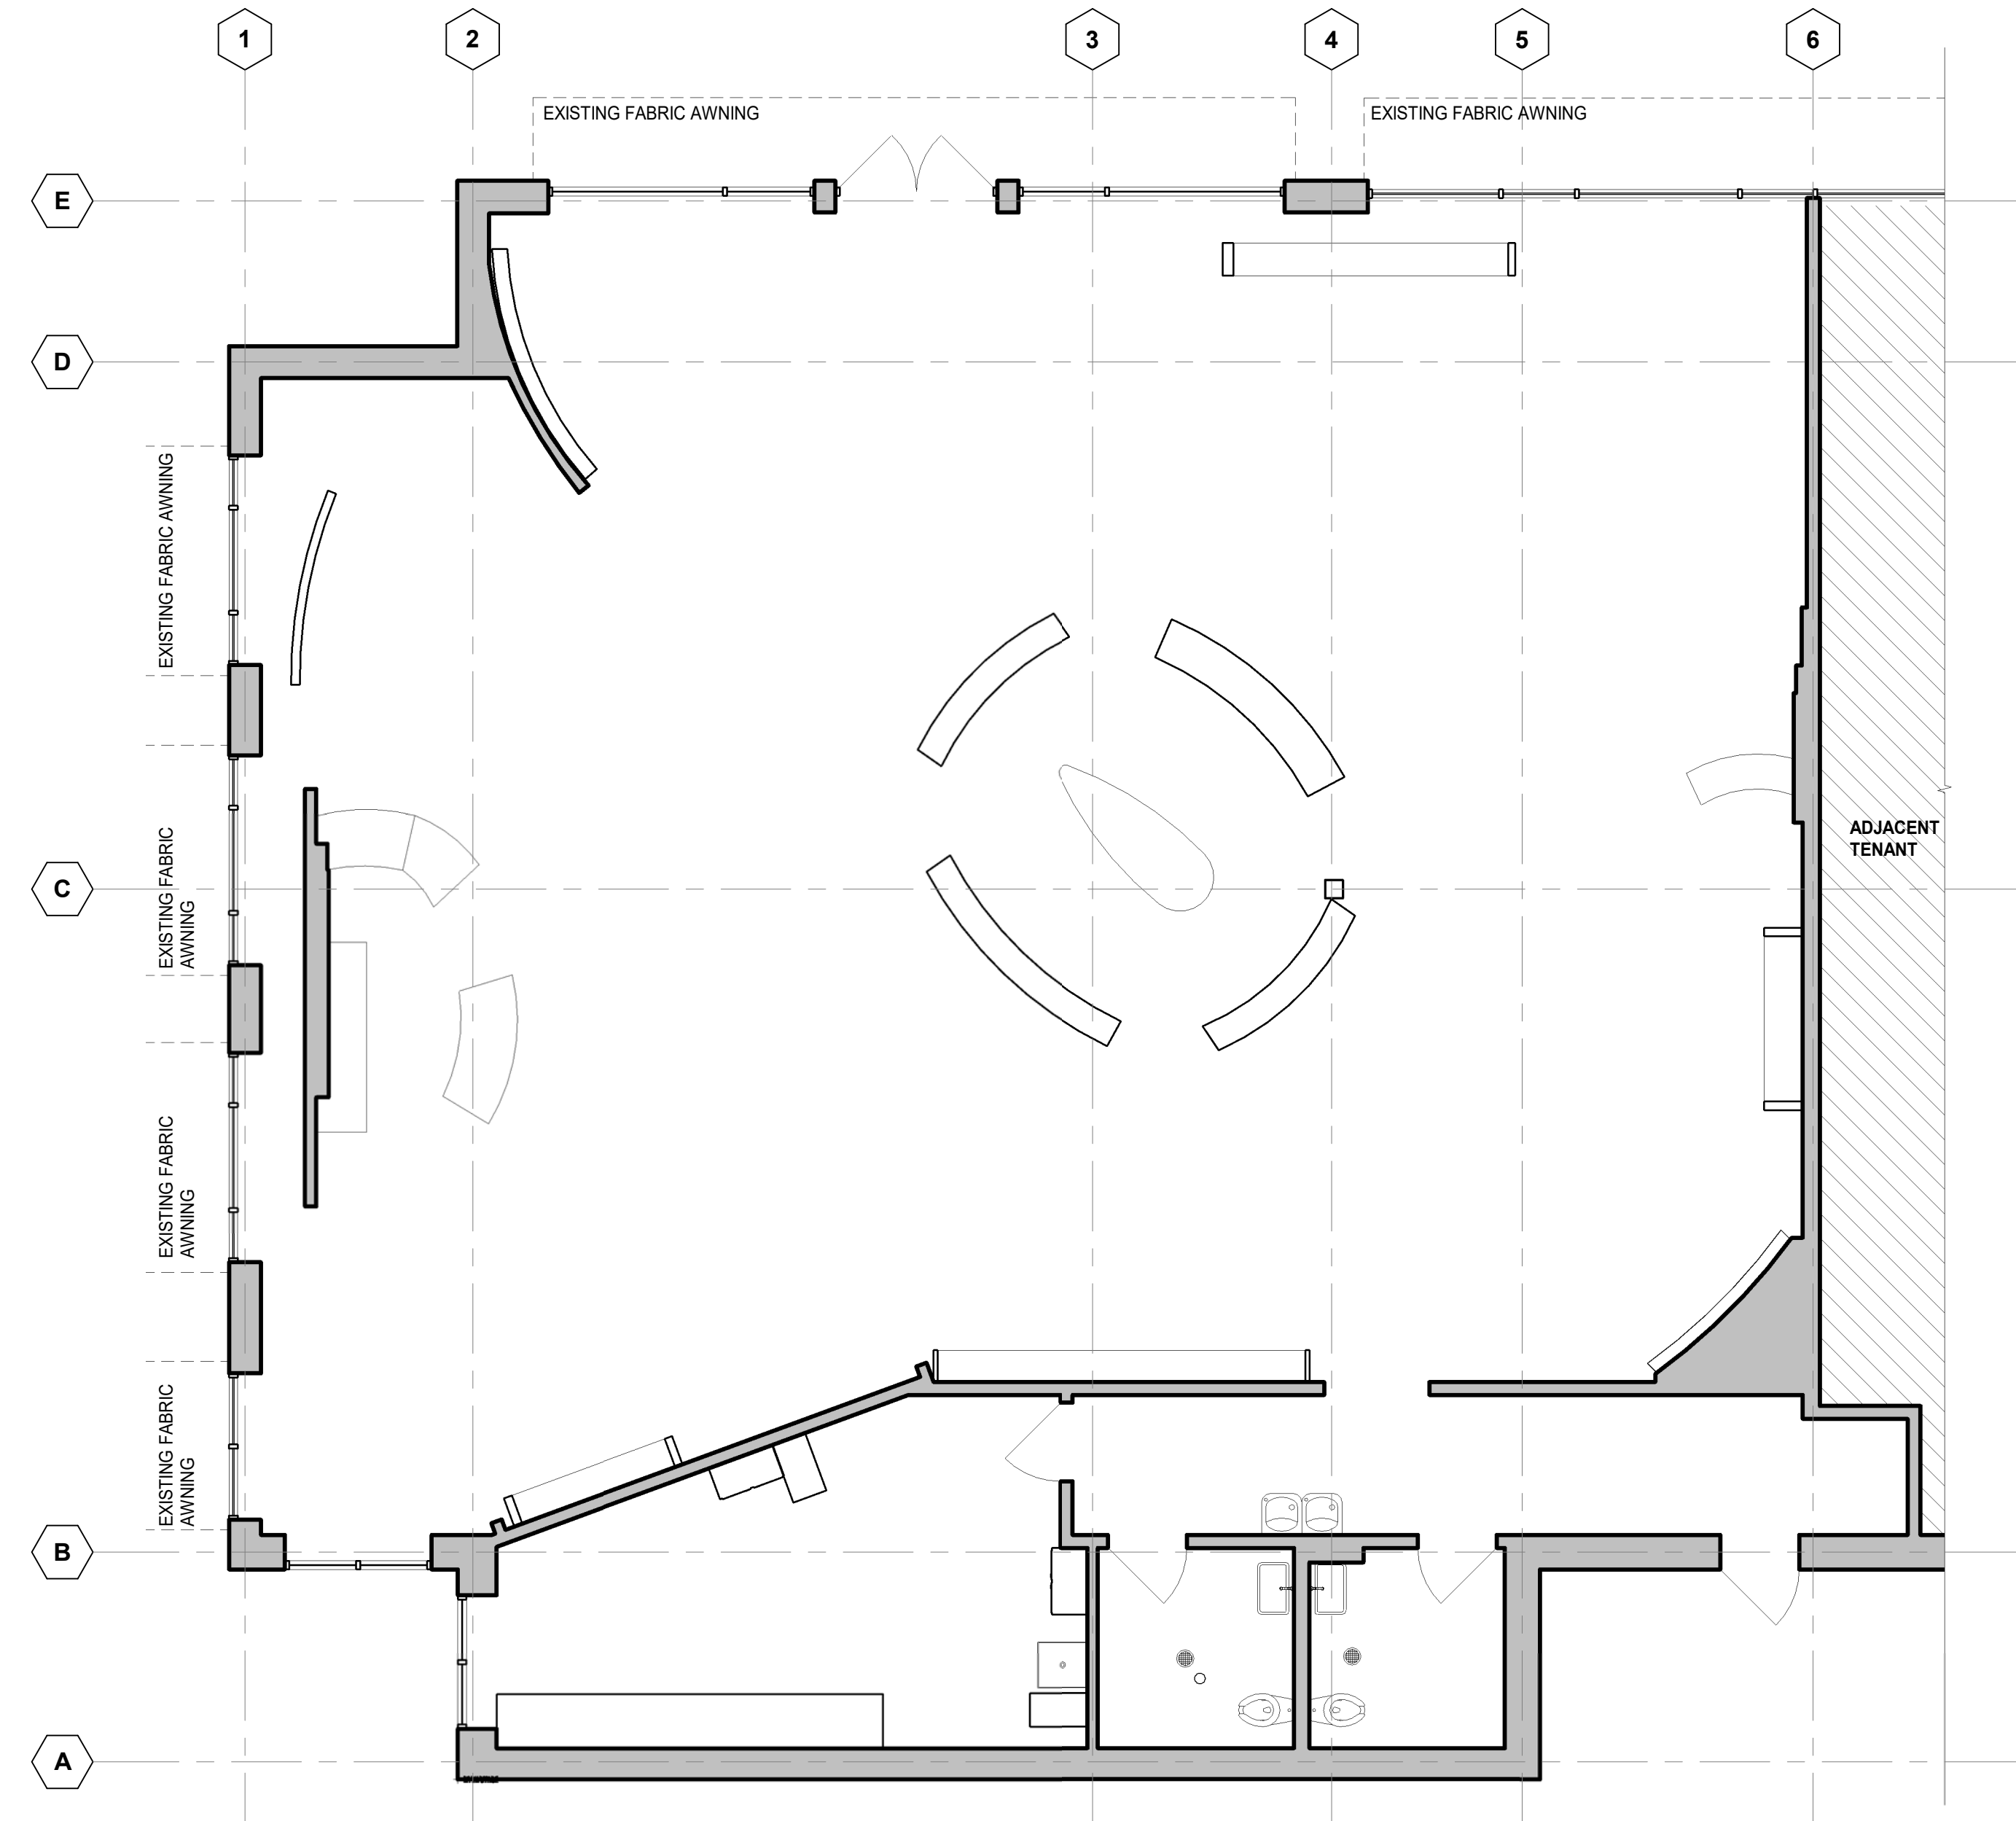 1
2
3
4
5
6
EXISTING FABRIC AWNING
EXISTING FABRIC AWNING
E
D
EXISTING FABRIC AWNING
ADJACENT
TENANT
C
EXISTING FABRIC
AWNING
EXISTING FABRIC
AWNING
EXISTING FABRIC
AWNING
B
A